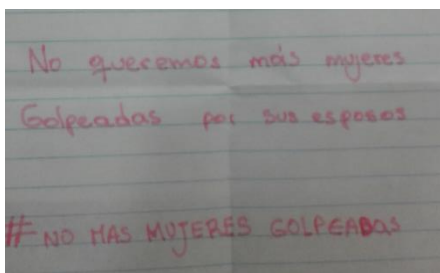 No queremos más mujeres
Golpeadas por sus esposos
# NO MAS MUJERES GOLPEADAS